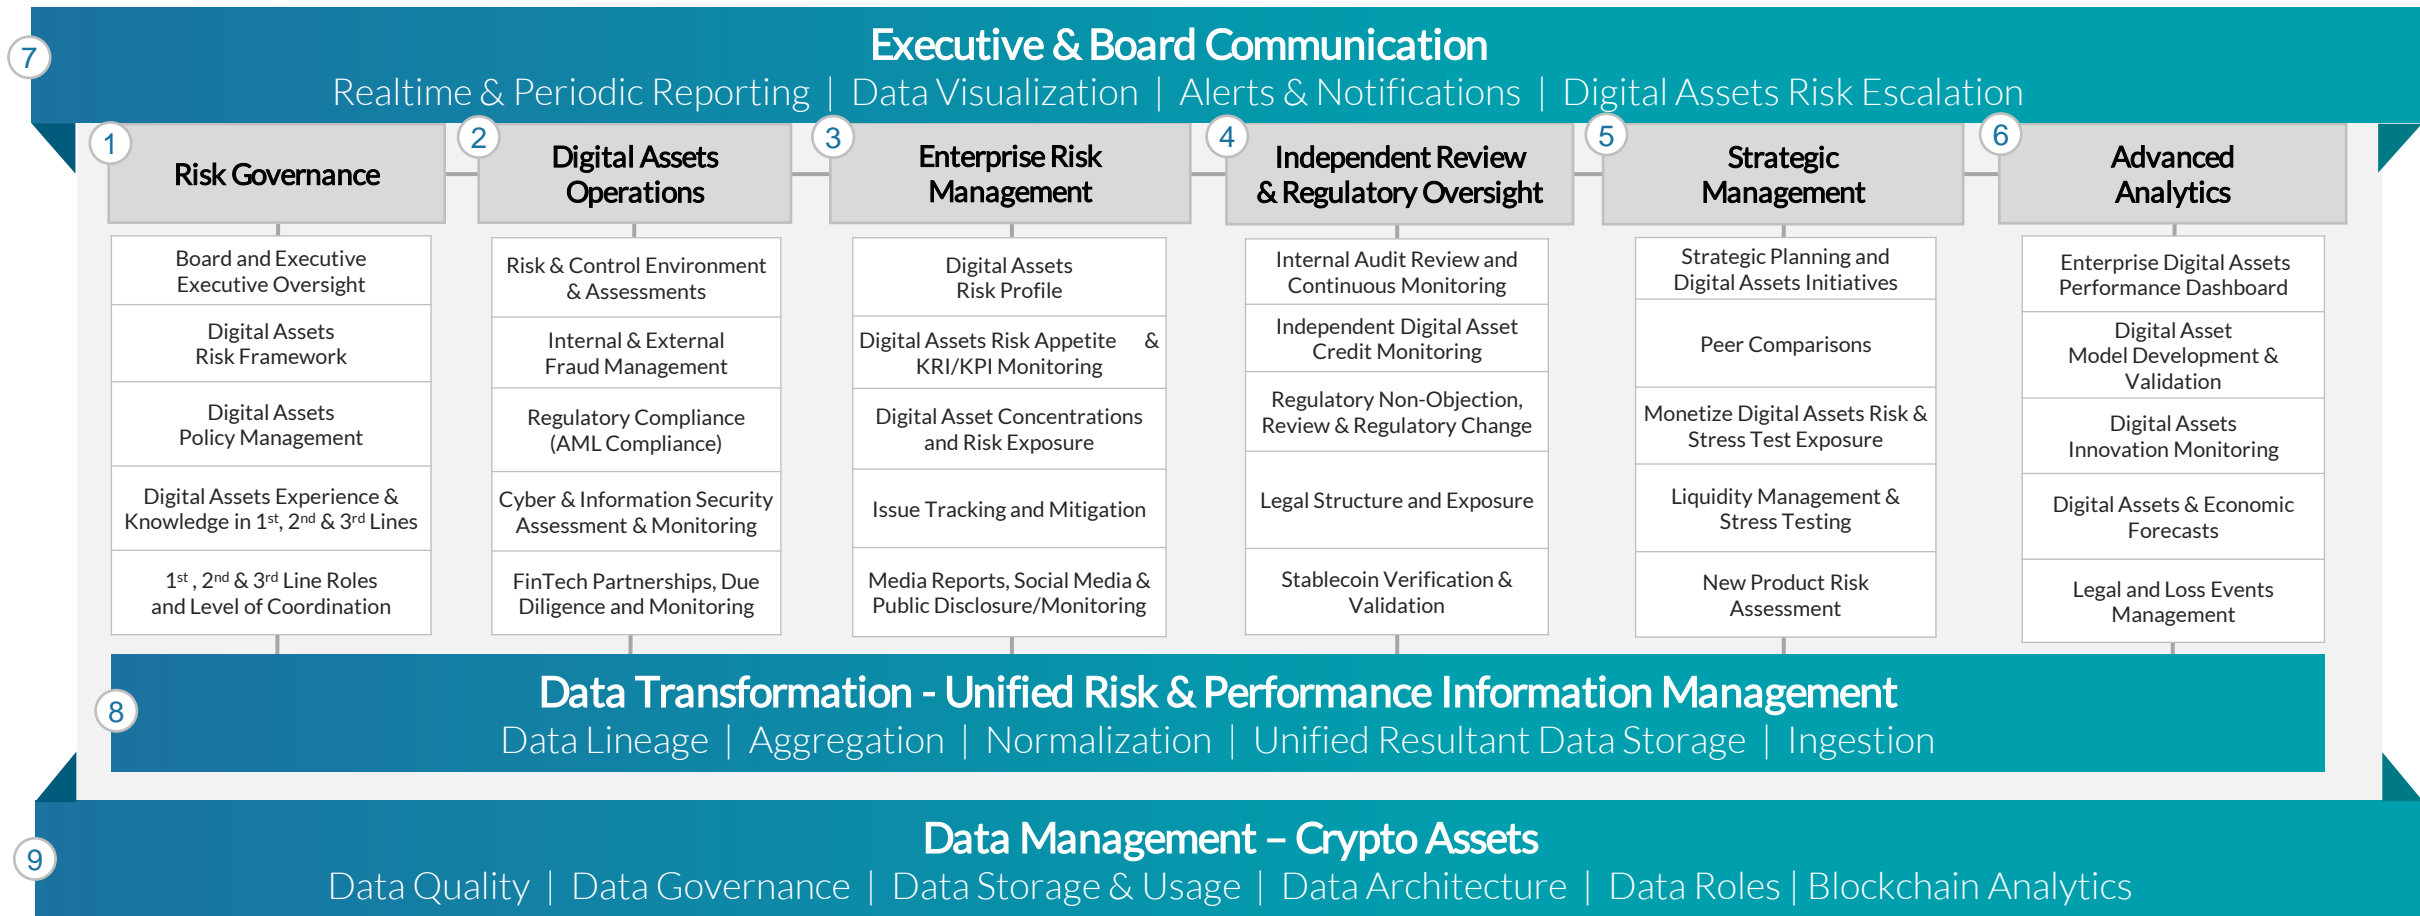 7
Executive & Board Communication
Realtime & Periodic Reporting | Data Visualization | Alerts & Notifications | Digital Assets Risk Escalation
1
Risk Governance
Board and Executive
Executive Oversight
Digital Assets
Risk Framework
Digital Assets
Policy Management
Digital Assets Experience &
Knowledge in 1st, 2nd & 3rd Lines
1st , 2nd & 3rd Line Roles
and Level of Coordination
2
Digital Assets
Operations
Risk & Control Environment
& Assessments
Internal & External
Fraud Management
Regulatory Compliance
(AML Compliance)
Cyber & Information Security
Assessment & Monitoring
FinTech Partnerships, Due
Diligence and Monitoring
3
Enterprise Risk
Management
Digital Assets
Risk Profile
Digital Assets Risk Appetite &
KRI/KPI Monitoring
Digital Asset Concentrations
and Risk Exposure
Issue Tracking and Mitigation
Media Reports, Social Media &
Public Disclosure/Monitoring
4
Independent Review
& Regulatory Oversight
Internal Audit Review and
Continuous Monitoring
Independent Digital Asset
Credit Monitoring
Regulatory Non-Objection,
Review & Regulatory Change
Legal Structure and Exposure
Stablecoin Verification &
Validation
5
Strategic
Management
Strategic Planning and
Digital Assets Initiatives
Peer Comparisons
Monetize Digital Assets Risk &
Stress Test Exposure
Liquidity Management &
Stress Testing
New Product Risk
Assessment
6
Advanced
Analytics
Enterprise Digital Assets
Performance Dashboard
Digital Asset
Model Development &
Validation
Digital Assets
Innovation Monitoring
Digital Assets & Economic
Forecasts
Legal and Loss Events
Management
8
Data Transformation - Unified Risk & Performance Information Management
Data Lineage | Aggregation | Normalization | Unified Resultant Data Storage | Ingestion
9
Data Management – Crypto Assets
Data Quality | Data Governance | Data Storage & Usage | Data Architecture | Data Roles | Blockchain Analytics